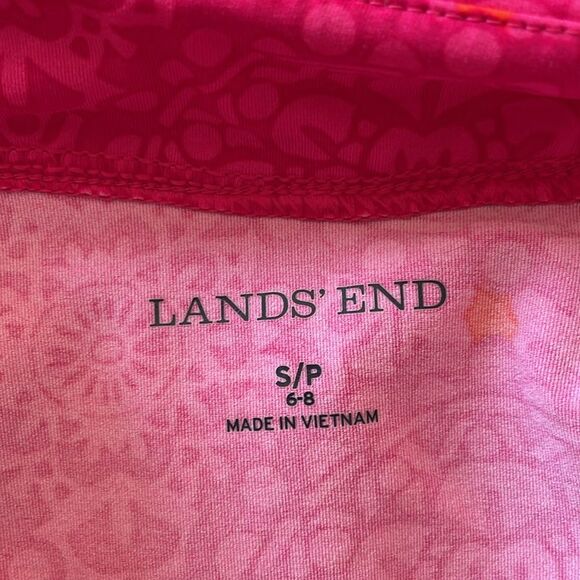 LANDS' END
S/P
6-8
MADE IN VIETNAM